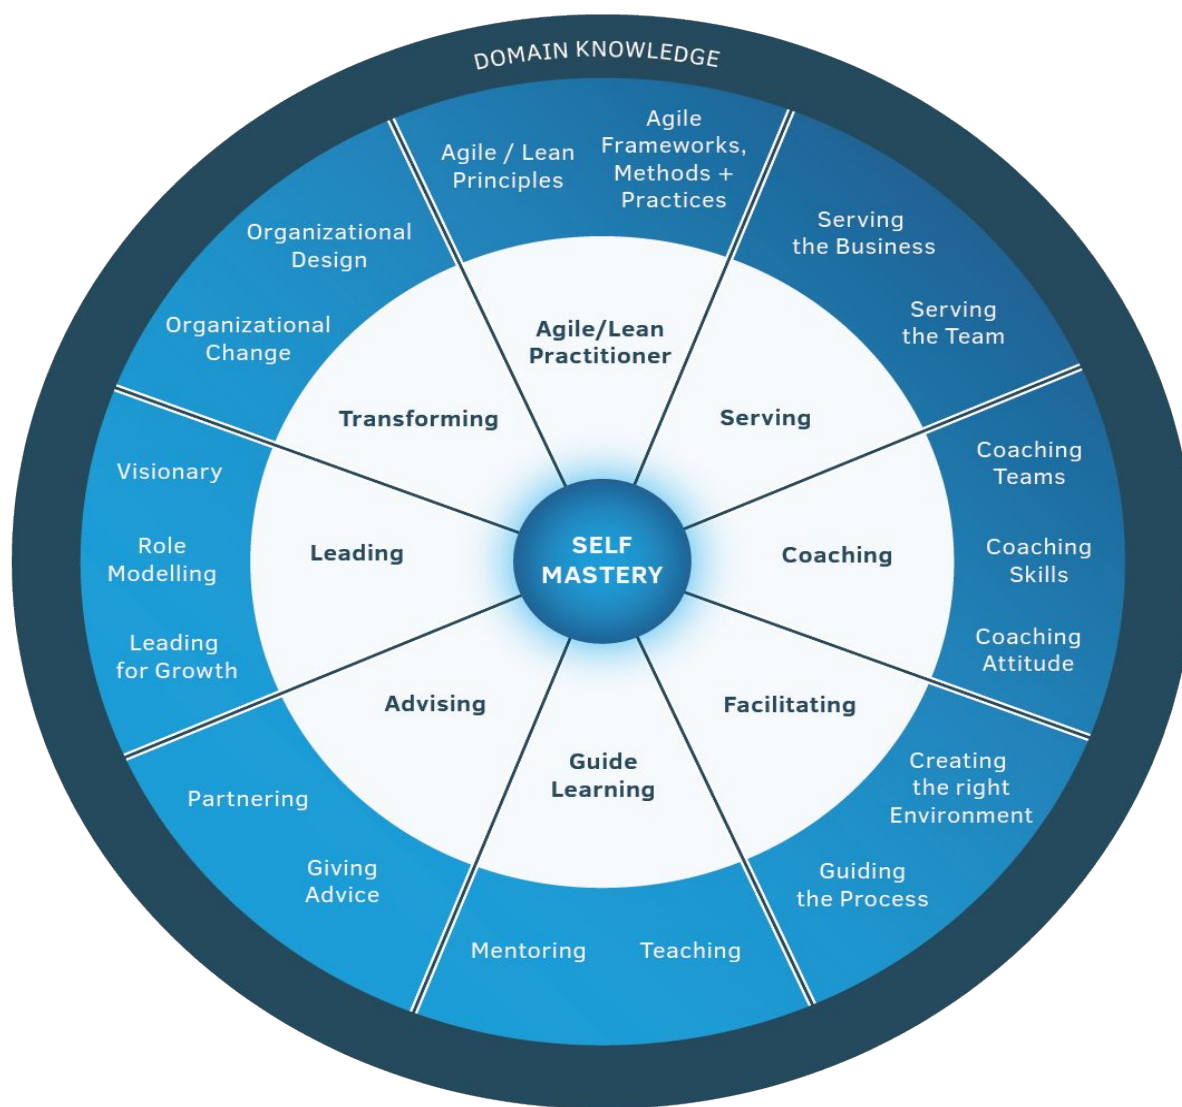 DOMAIN KNOWLEDGE
Agile / Lean
Principles
Agile
Frameworks,
Methods +
Practices
Serving
the Business
Serving
the Team
Coaching
Teams
Coaching
Skills
Coaching
Attitude
Creating
the right
Environment
Guiding
the Process
Teaching
Mentoring
Giving
Advice
Partnering
Leading
for Growth
Role
Modelling
Visionary
Organizational
Change
Organizational
Design
Agile/Lean
Practitioner
Serving
Coaching
Facilitating
Guide
Learning
Advising
Leading
Transforming
SELF
MASTERY